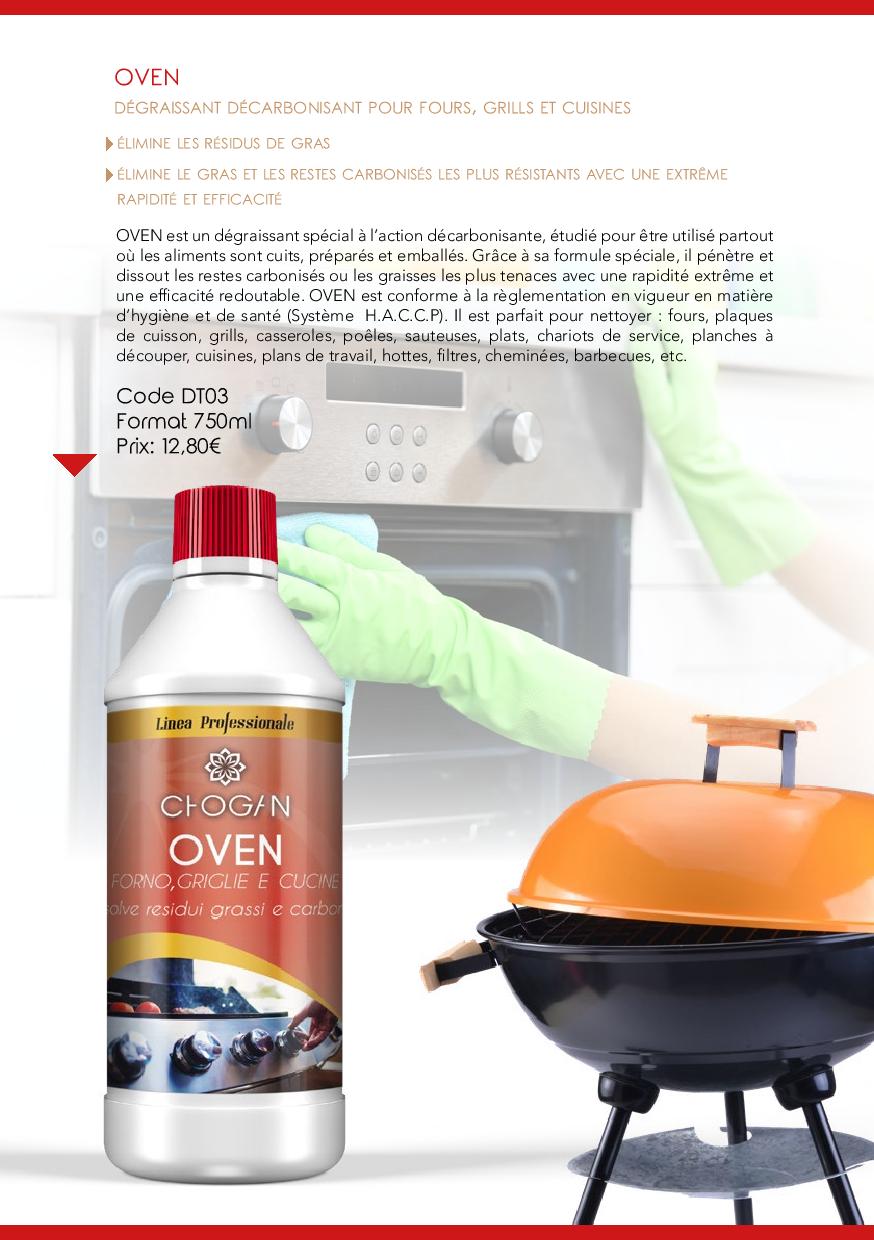 OVEN
DÉGRAISSANT DÉCARBONISANT POUR FOURS, GRILLS ET CUISINES
ÉLIMINE LES RÉSIDUS DE GRAS
ÉLIMINE LE GRAS ET LES RESTES CARBONISÉS LES PLUS RÉSISTANTS AVEC UNE EXTRÊME
RAPIDITÉ ET EFFICACITÉ
OVEN est un dégraissant spécial à l'action décarbonisante, étudié pour être utilisé partout
où les aliments sont cuits, préparés et emballés. Grâce à sa formule spéciale, il pénètre et
dissout les restes carbonisés ou les graisses les plus tenaces avec une rapidité extrême et
une efficacité redoutable. OVEN est conforme à la règlementation en vigueur en matière
d'hygiène et de santé (Système H.A.C.C.P). Il est parfait pour nettoyer : fours, plaques
de cuisson, grills, casseroles, poêles, sauteuses, plats, chariots de service, planches à
découper, cuisines, plans de travail, hottes, filtres, cheminées, barbecues, etc.
Code DT03
Format 750ml
Prix: 12,80€
Linea Professionale
CHOGAN
OVEN
FORNO,GRIGLIE E CUCINE
olve residui grassi e carbon